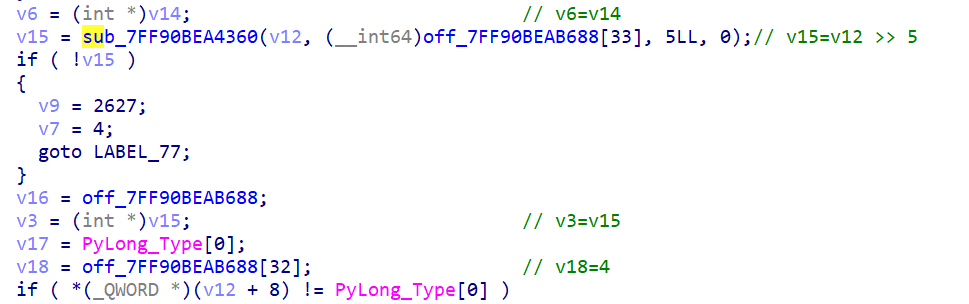 v6 = (int *)v14; // v6=v14
v15 = sub_7FF90BEA4360(v12, (__int64)off_7FF90BEAB688[33], 5LL, 0);// v15=v12 >> 5
if ( !v15 )
{
v9 = 2627;
v7 = 4;
goto LABEL_77;
}
v16 = off_7FF90BEAB688;
v3 = (int *)v15; // v3=v15
v17 = PyLong_Type[0];
v18 = off_7FF90BEAB688[32]; // v18=4
if ( *(_QWORD *)(v12 + 8) != PyLong_Type[0] )